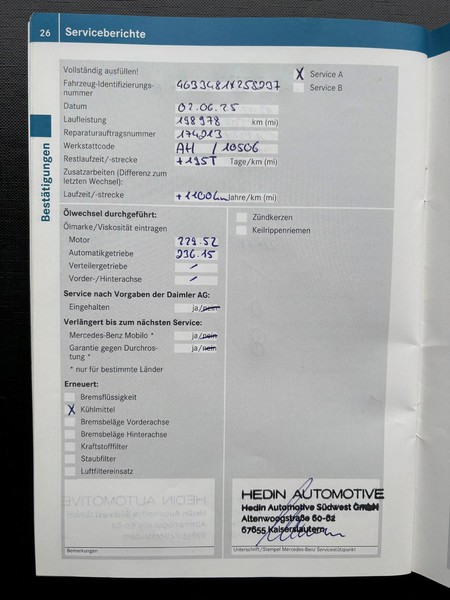 26 Serviceberichte
Bestätigungen
Vollständig ausfüllen!
X Service A
Service B
Fahrzeug-Identifizierungs-
nummer
Datum 02.06.25
Laufleistung 198978 km (mi)
Reparaturauftragsnummer 174213
Werkstattcode AH / 10506
Restlaufzeit/-strecke +195T Tage/km (mi)
Zusatzarbeiten (Differenz zum
letzten Wechsel):
Laufzeit/-strecke Jahre/km (mi)
Ölwechsel durchgeführt:
Ölmarke/Viskosität eintragen
Motor 229.52
Automatikgetriebe 236.15
Verteilergetriebe /
Vorder-/Hinterachse /
Service nach Vorgaben der Daimler AG:
Eingehalten ja/nein
Verlängert bis zum nächsten Service:
Mercedes-Benz Mobilo * ja/nein
Garantie gegen Durchros-
tung * ja/nein
* nur für bestimmte Länder
Erneuert:
Bremsflüssigkeit
X Kühlmittel
Bremsbeläge Vorderachse
Bremsbeläge Hinterachse
Kraftstofffilter
Staubfilter
Luftfiltereinsatz
Bemerkungen
Zündkerzen
Keilrippenriemen
HEDIN AUTOMOTIVE
Hedin Automotive Südwest GmbH
Altenwoogstraße 60-62
67655 Kaiserslautern
Unterschrift/Stempel Mercedes-Benz Servicestützpunkt